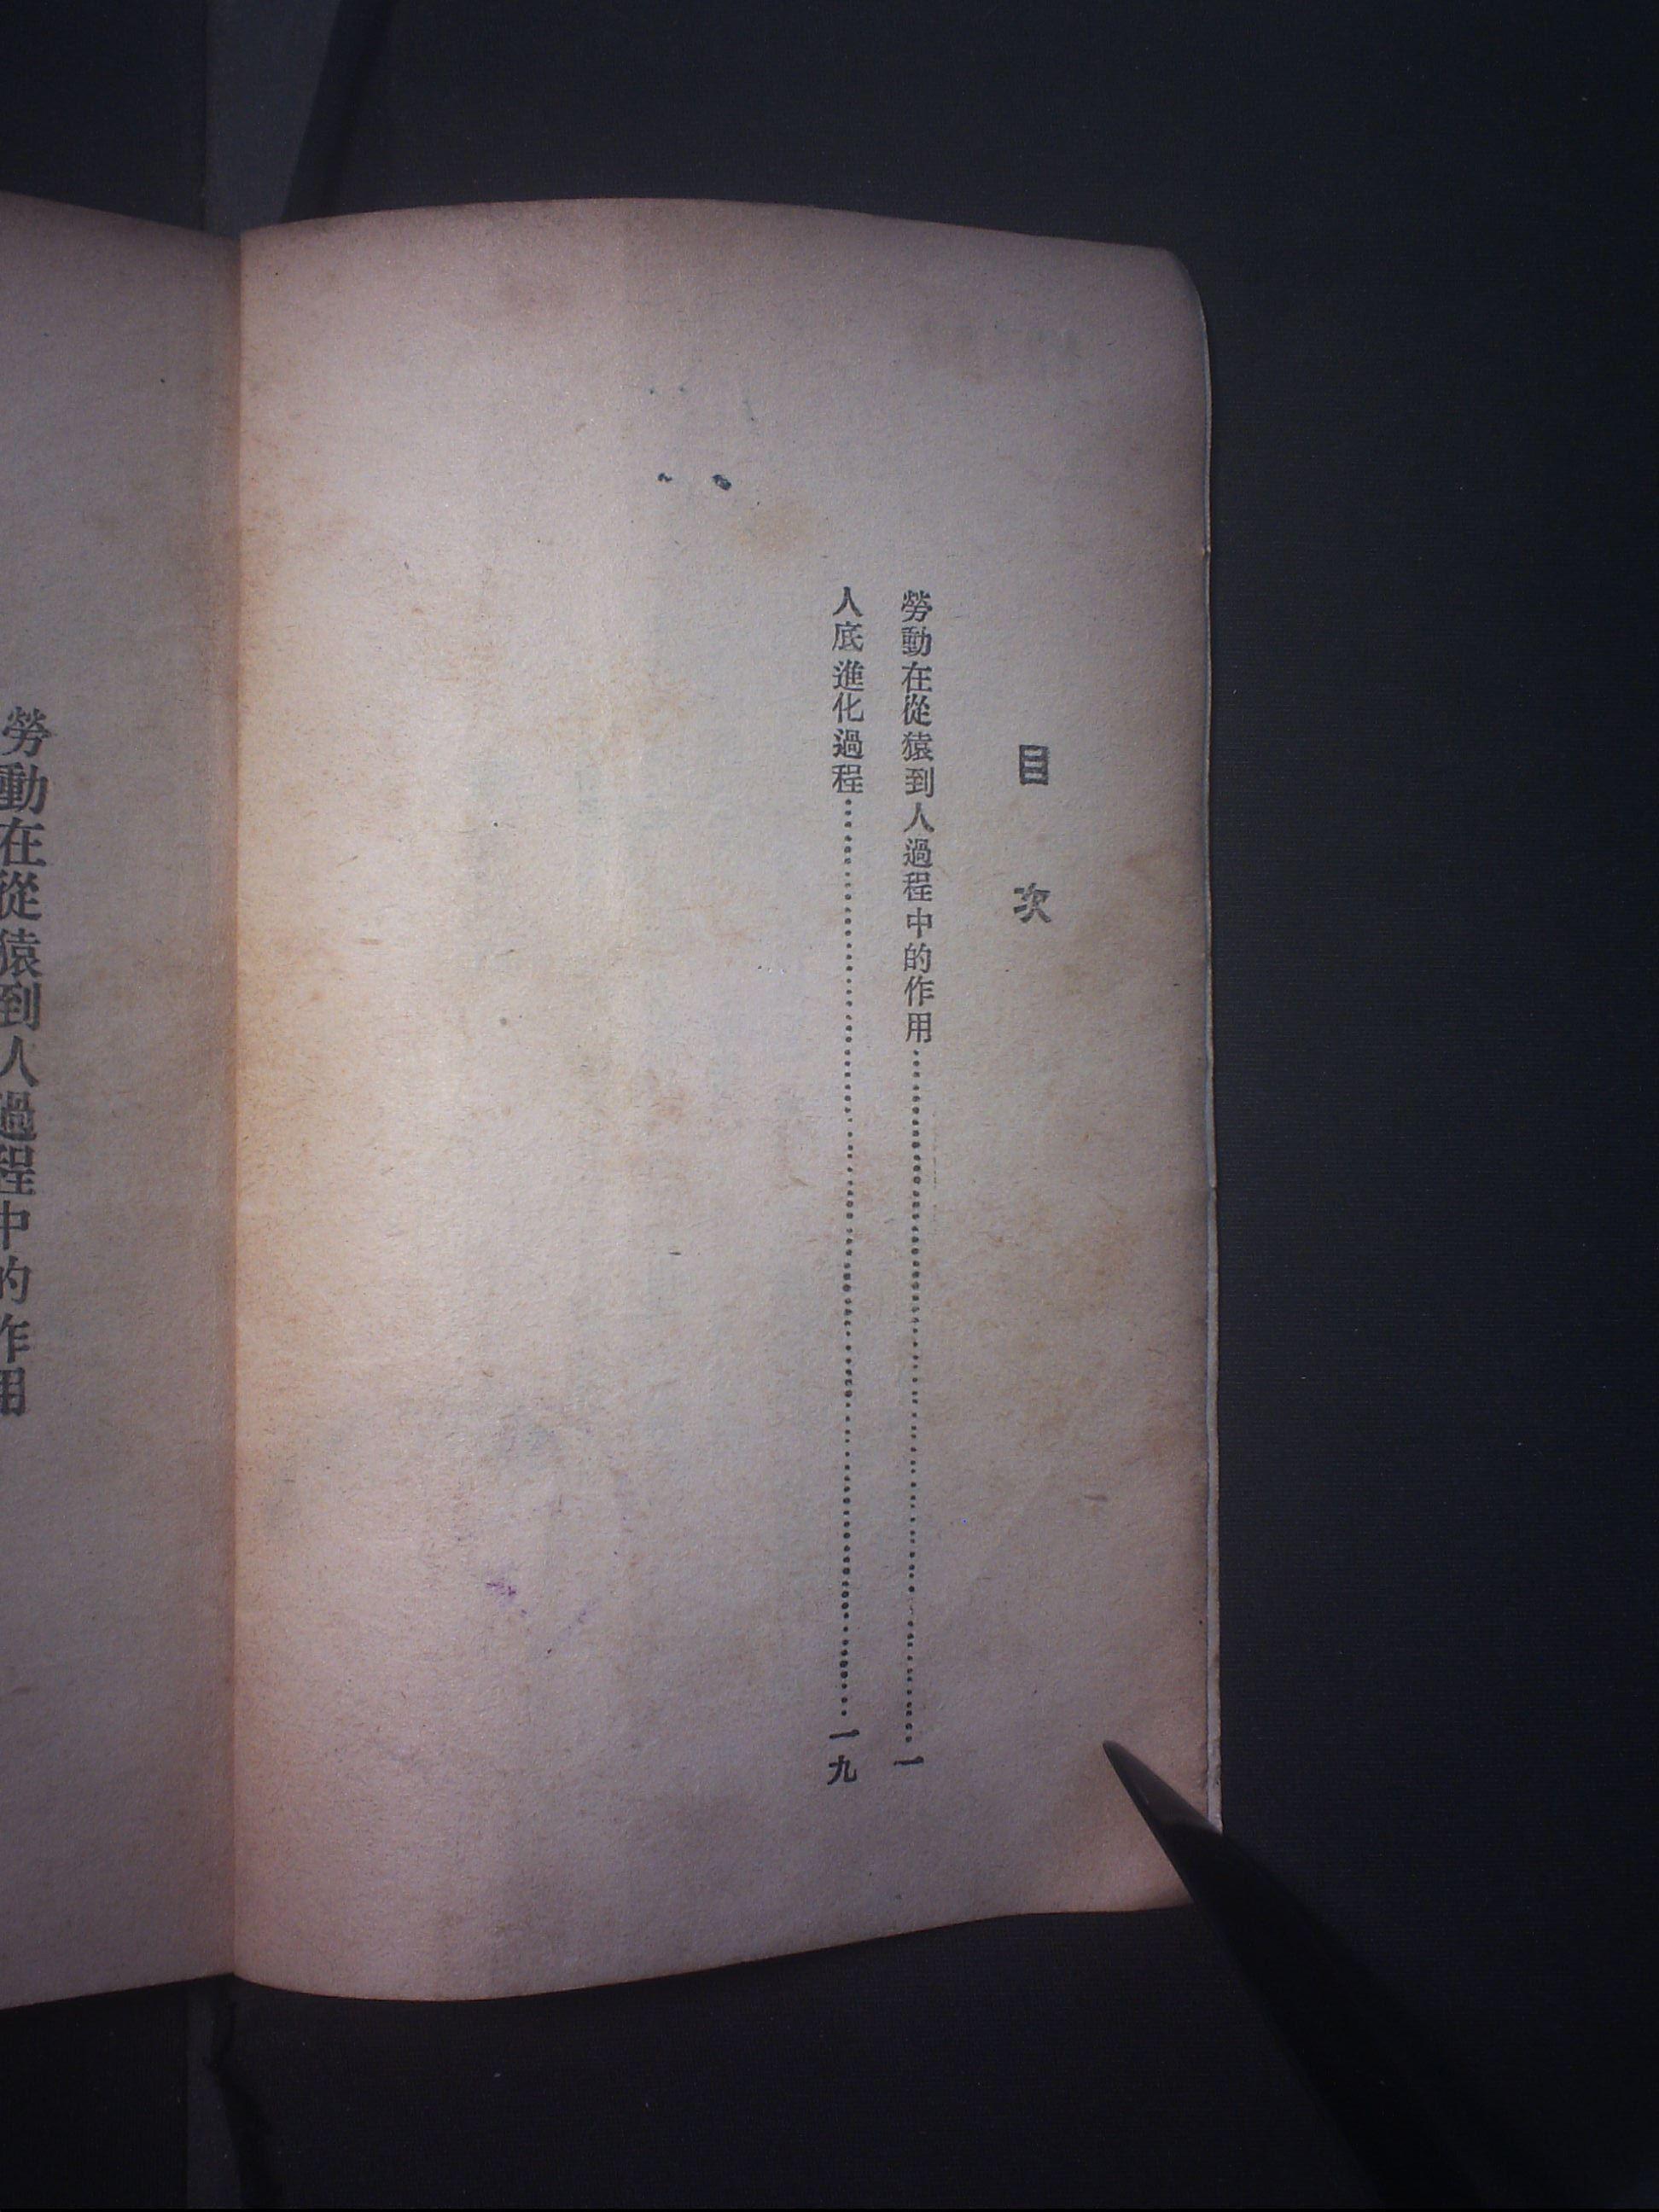 目次
勞動在從猿到人過程中的作用……一
人底進化過程……一九
勞動在從猿到人過程中的作用